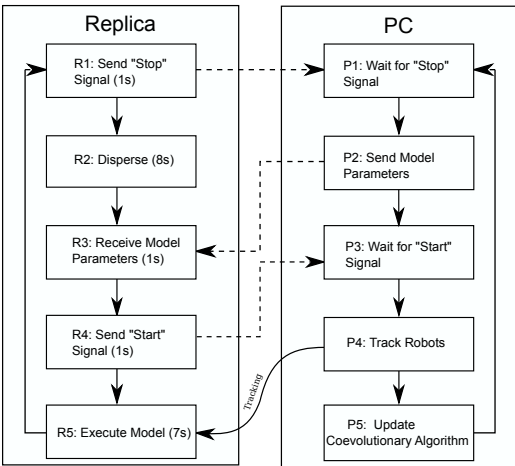 Replica
R1: Send "Stop"
Signal (1s)
R2: Disperse (8s)
R3: Receive Model
Parameters (1s)
R4: Send "Start"
Signal (1s)
R5: Execute Model (7s)
Tracking
PC
P1: Wait for "Stop"
Signal
P2: Send Model
Parameters
P3: Wait for "Start"
Signal
P4: Track Robots
P5: Update
Coevolutionary Algorithm